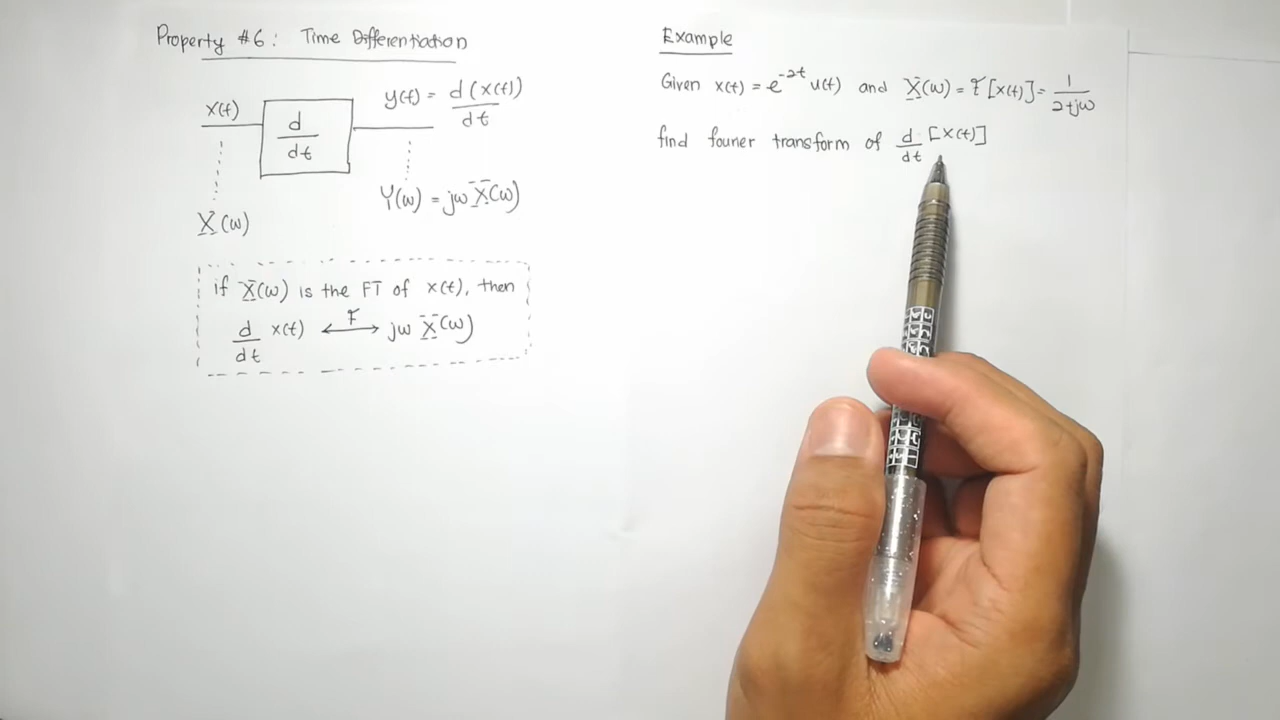 Property #6: Time Differentiation
x(t)
d/dt
y(t) = d(x(t))/dt
X(ω)
Y(ω) = jω X(ω)
if X(ω) is the FT of x(t), then
d/dt x(t) ⟷ F jω X(ω)
Example
Given x(t) = e^-2t u(t) and X(ω) = F[x(t)] = 1/2+jω
find fourier transform of d/dt [x(t)]